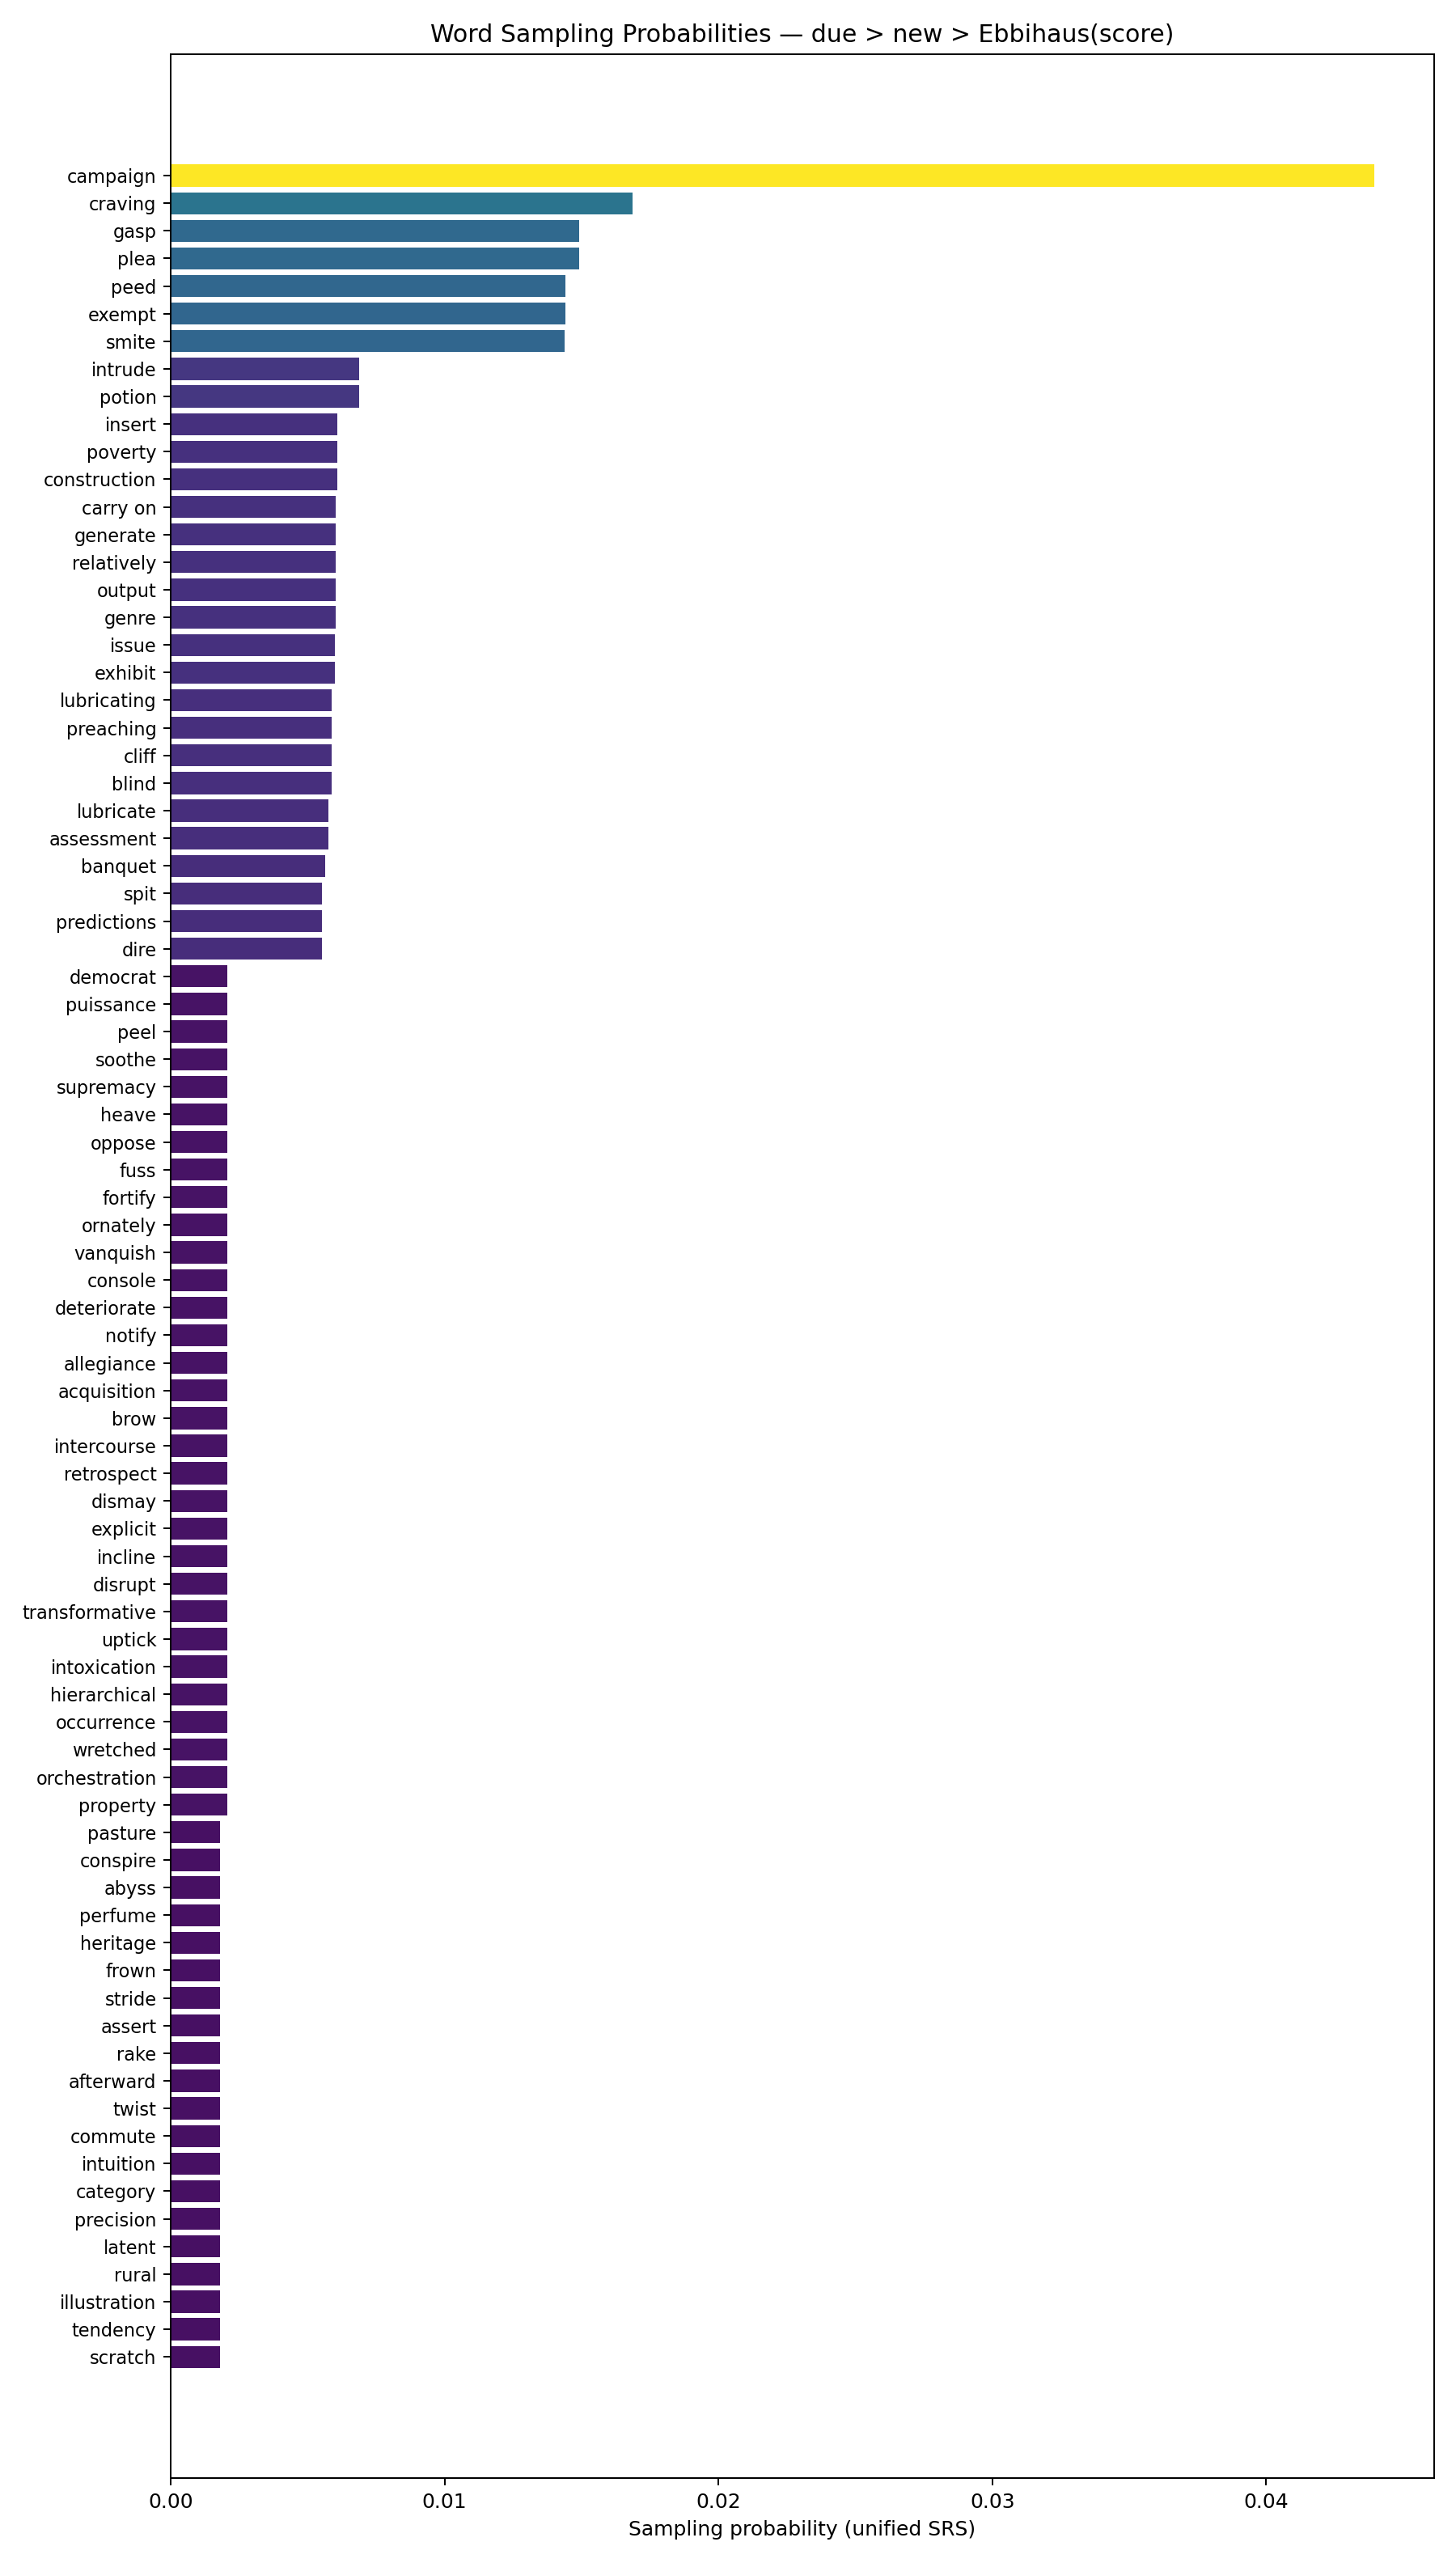 Word Sampling Probabilities — due > new > Ebbihaus(score)
campaign
craving
gasp
plea
peed
exempt
smite
intrude
potion
insert
poverty
construction
carry on
generate
relatively
output
genre
issue
exhibit
lubricating
preaching
cliff
blind
lubricate
assessment
banquet
spit
predictions
dire
democrat
puissance
peel
soothe
supremacy
heave
oppose
fuss
fortify
ornately
vanquish
console
deteriorate
notify
allegiance
acquisition
brow
intercourse
retrospect
dismay
explicit
incline
disrupt
transformative
uptick
intoxication
hierarchical
occurrence
wretched
orchestration
property
pasture
conspire
abyss
perfume
heritage
frown
stride
assert
rake
afterward
twist
commute
intuition
category
precision
latent
rural
illustration
tendency
scratch
0.00 0.01 0.02 0.03 0.04
Sampling probability (unified SRS)